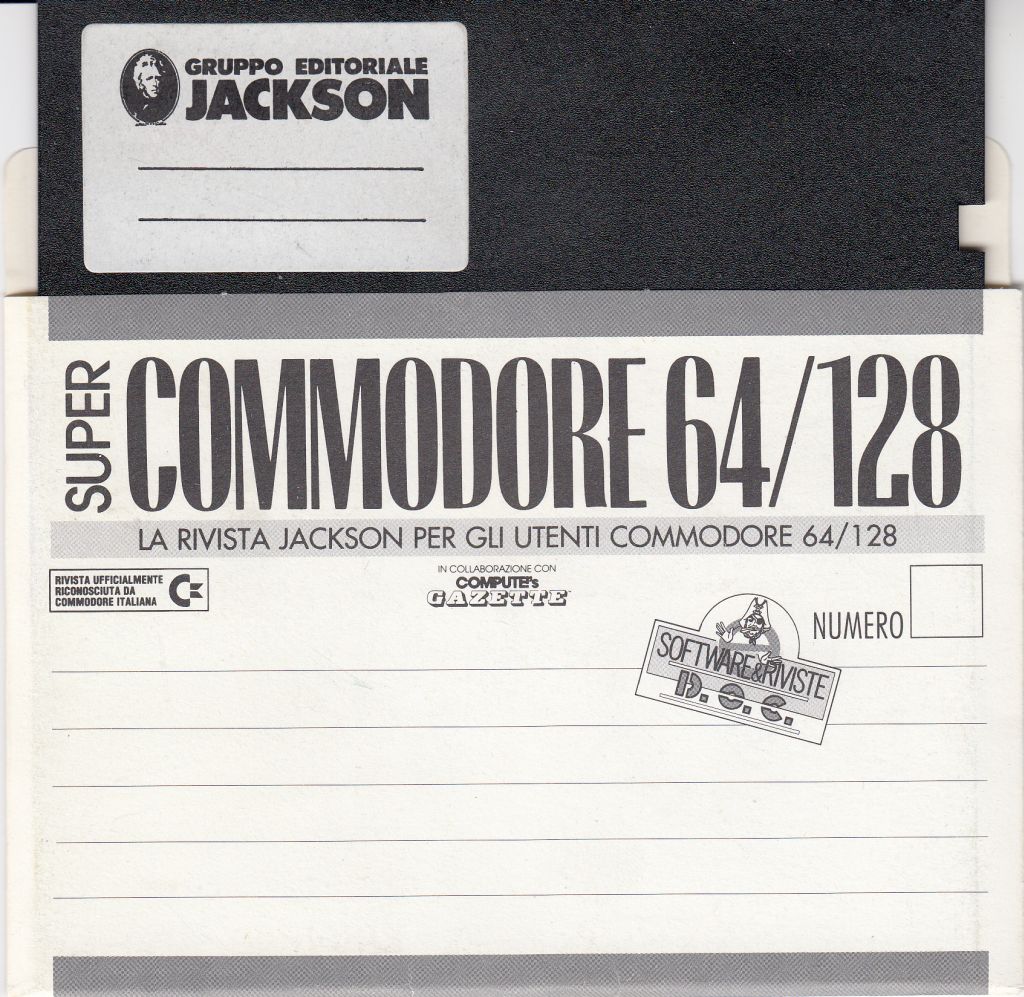 GRUPPO EDITORIALE
JACKSON
SUPER
COMMODORE 64/128
LA RIVISTA JACKSON PER GLI UTENTI COMMODORE 64/128
RIVISTA UFFICIALMENTE
RICONOSCIUTA DA
COMMODORE ITALIANA
IN COLLABORAZIONE CON
COMPUTE!'s
GAZETTE
NUMERO
SOFTWARE&RIVISTE
D.O.C.